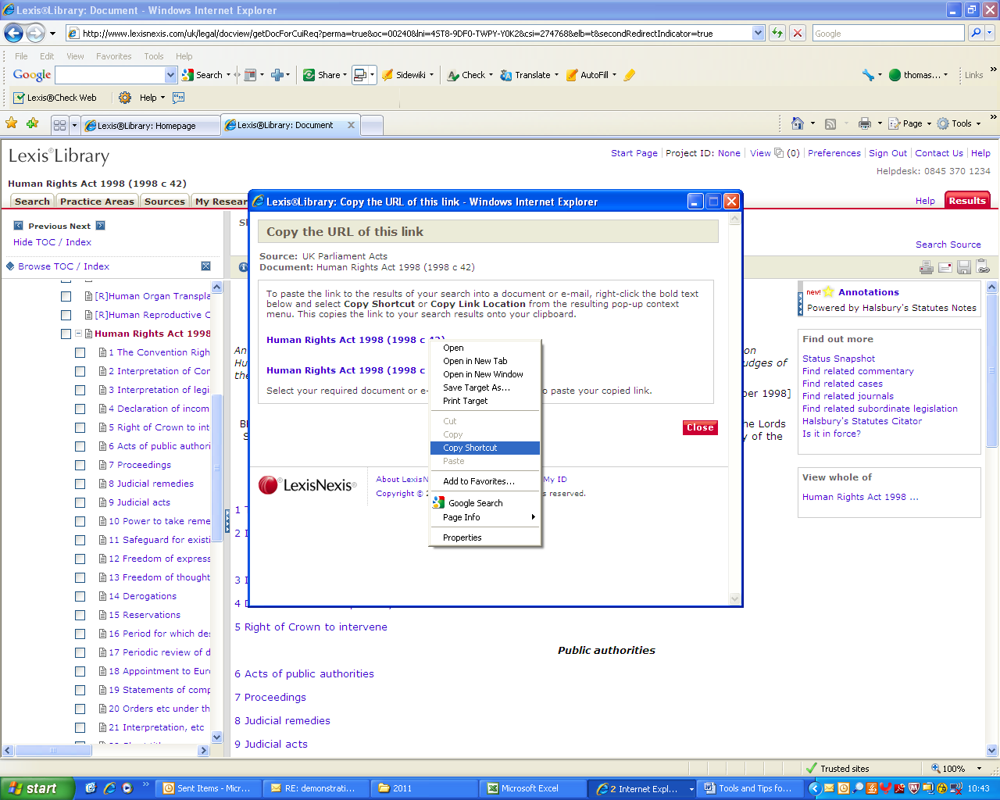 Lexis®Library: Document - Windows Internet Explorer
http://www.lexisnexis.com/uk/legal/docview/getDocForCuiReq?perma=true&oc=00240&lni=4ST8-9DF0-TWPY-Y0K2&csi=274768&elb=t&secondRedirectIndicator=true
Google
File Edit View Favorites Tools Help
Google Search Share Sidewiki Check Translate AutoFill thomas... Links
Lexis®Check Web Help
Lexis®Library: Homepage Lexis®Library: Document Page Tools
Lexis®Library
Start Page Project ID: None View (0) Preferences Sign Out Contact Us Help
Helpdesk: 0845 370 1234
Human Rights Act 1998 (1998 c 42)
Search Practice Areas Sources My Resear
Help Results
Previous Next
Hide TOC / Index
Search Source
Browse TOC / Index
[R]Human Organ Transpla
[R]Human Reproductive C
Human Rights Act 1998
1 The Convention Righ
2 Interpretation of Con
3 Interpretation of legi
4 Declaration of incom
5 Right of Crown to int
6 Acts of public authori
7 Proceedings
8 Judicial remedies
9 Judicial acts
10 Power to take reme
11 Safeguard for existi
12 Freedom of express
13 Freedom of thought
14 Derogations
15 Reservations
16 Period for which des
17 Periodic review of d
18 Appointment to Euro
19 Statements of comp
20 Orders etc under th
21 Interpretation, etc
Lexis®Library: Copy the URL of this link - Windows Internet Explorer
Copy the URL of this link
Source: UK Parliament Acts
Document: Human Rights Act 1998 (1998 c 42)
To paste the link to the results of your search into a document or e-mail, right-click the bold text
below and select Copy Shortcut or Copy Link Location from the resulting pop-up context
menu. This copies the link to your search results onto your clipboard.
Human Rights Act 1998 (1998 c 42)
Human Rights Act 1998 (1998 c
Select your required document or e- o paste your copied link.
Close
LexisNexis®
About LexisN My ID
Copyright © 2 s reserved.
Open
Open in New Tab
Open in New Window
Save Target As...
Print Target
Cut
Copy
Copy Shortcut
Paste
Add to Favorites...
Google Search
Page Info
Properties
An on
Hu udges of
the
ber 1998]
he Lords
y of the
1
2
3
4
5 Right of Crown to intervene
Public authorities
6 Acts of public authorities
7 Proceedings
8 Judicial remedies
9 Judicial acts
new! Annotations
Powered by Halsbury's Statutes Notes
Find out more
Status Snapshot
Find related commentary
Find related cases
Find related journals
Find related subordinate legislation
Halsbury's Statutes Citator
Is it in force?
View whole of
Human Rights Act 1998 ...
Trusted sites 100%
start Sent Items - Micr... RE: demonstrati... 2011 Microsoft Excel 2 Internet Expl... Tools and Tips fo... 10:43